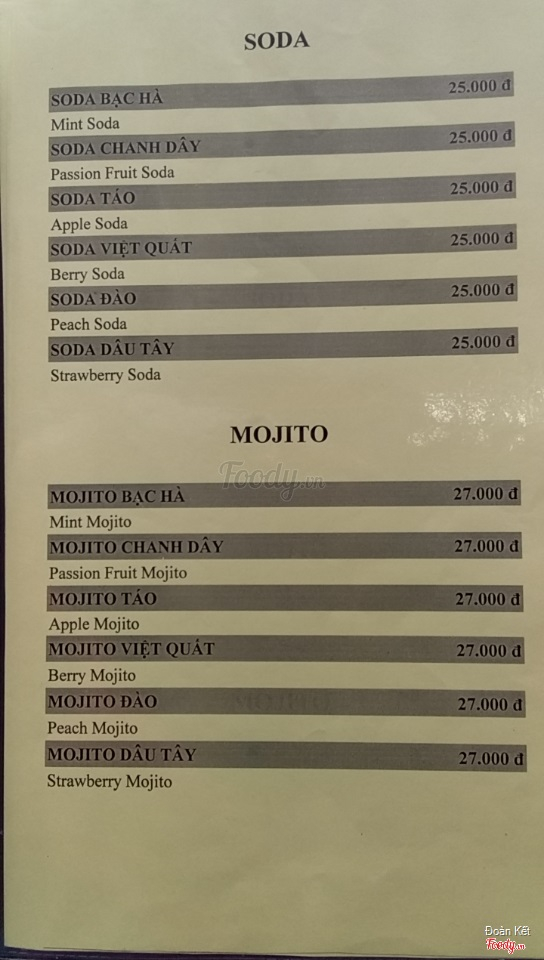 SODA
SODA BẠC HÀ 25.000 đ
Mint Soda
SODA CHANH DÂY 25.000 đ
Passion Fruit Soda
SODA TÁO 25.000 đ
Apple Soda
SODA VIỆT QUẤT 25.000 đ
Berry Soda
SODA ĐÀO 25.000 đ
Peach Soda
SODA DÂU TÂY 25.000 đ
Strawberry Soda
MOJITO
Foody.vn
MOJITO BẠC HÀ 27.000 đ
Mint Mojito
MOJITO CHANH DÂY 27.000 đ
Passion Fruit Mojito
MOJITO TÁO 27.000 đ
Apple Mojito
MOJITO VIỆT QUẤT 27.000 đ
Berry Mojito
MOJITO ĐÀO 27.000 đ
Peach Mojito
MOJITO DÂU TÂY 27.000 đ
Strawberry Mojito
Đoàn Kết
Foody.vn